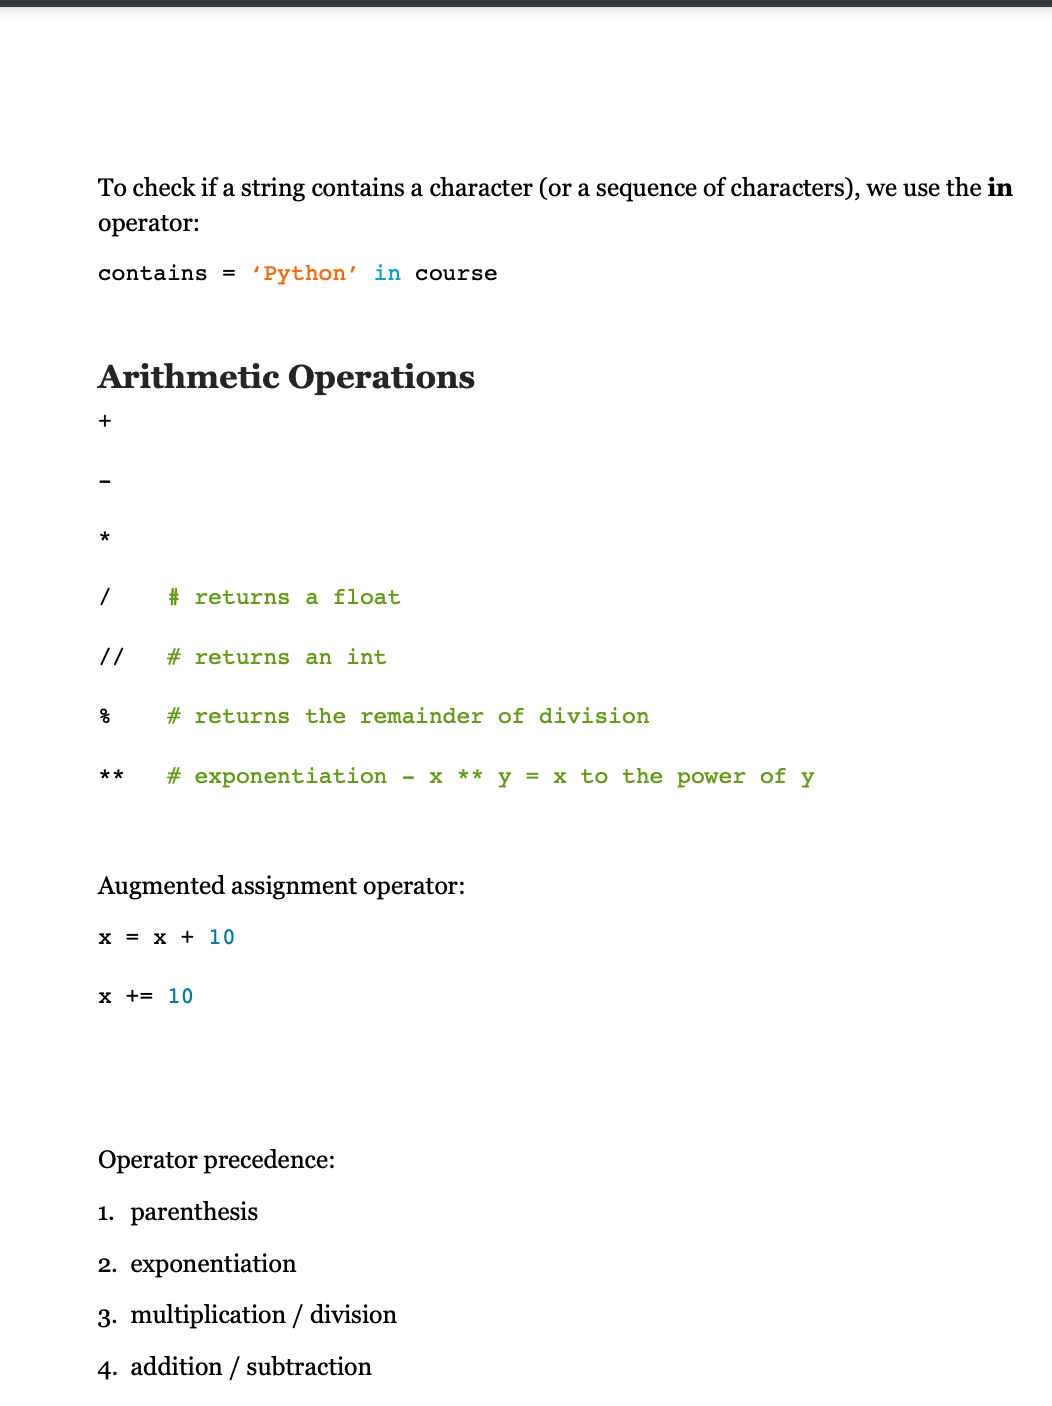 To check if a string contains a character (or a sequence of characters), we use the in
operator:
contains = ‘Python’ in course
Arithmetic Operations
+
-
*
/ # returns a float
// # returns an int
% # returns the remainder of division
** # exponentiation - x ** y = x to the power of y
Augmented assignment operator:
x = x + 10
x += 10
Operator precedence:
1. parenthesis
2. exponentiation
3. multiplication / division
4. addition / subtraction